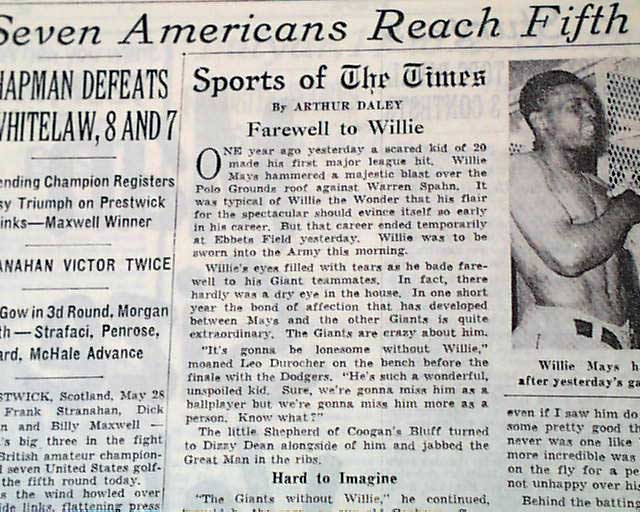 Seven Americans Reach Fifth
HAPMAN DEFEATS
WHITELAW, 8 AND 7
ending Champion Registers
sy Triumph on Prestwick
inks—Maxwell Winner
ANAHAN VICTOR TWICE
Gow in 3d Round, Morgan
th—Strafaci, Penrose,
ard, McHale Advance
STWICK, Scotland, May 28
Frank Stranahan, Dick
n and Billy Maxwell —
's big three in the fight
British amateur champion-
l seven United States golf-
the fifth round today.
s the wind howled over
ide links, flattening press
Sports of The Times
By ARTHUR DALEY
Farewell to Willie
ONE year ago yesterday a scared kid of 20
made his first major league hit. Willie
Mays hammered a majestic blast over the
Polo Grounds roof against Warren Spahn. It
was typical of Willie the Wonder that his flair
for the spectacular should evince itself so early
in his career. But that career ended temporarily
at Ebbets Field yesterday. Willie was to be
sworn into the Army this morning.
Willie's eyes filled with tears as he bade fare-
well to his Giant teammates. In fact, there
hardly was a dry eye in the house. In one short
year the bond of affection that has developed
between Mays and the other Giants is quite
extraordinary. The Giants are crazy about him.
"It's gonna be lonesome without Willie,"
moaned Leo Durocher on the bench before the
finale with the Dodgers. "He's such a wonderful,
unspoiled kid. Sure, we're gonna miss him as a
ballplayer but we're gonna miss him more as a
person. Know what?"
The little Shepherd of Coogan's Bluff turned
to Dizzy Dean alongside of him and jabbed the
Great Man in the ribs.
Hard to Imagine
"The Giants without Willie," he continued,
Willie Mays h
after yesterday's ga
even if I saw him do
some pretty good th
never was one like
more incredible was
on the fly for a pe
not unhappy over his
Behind the batting